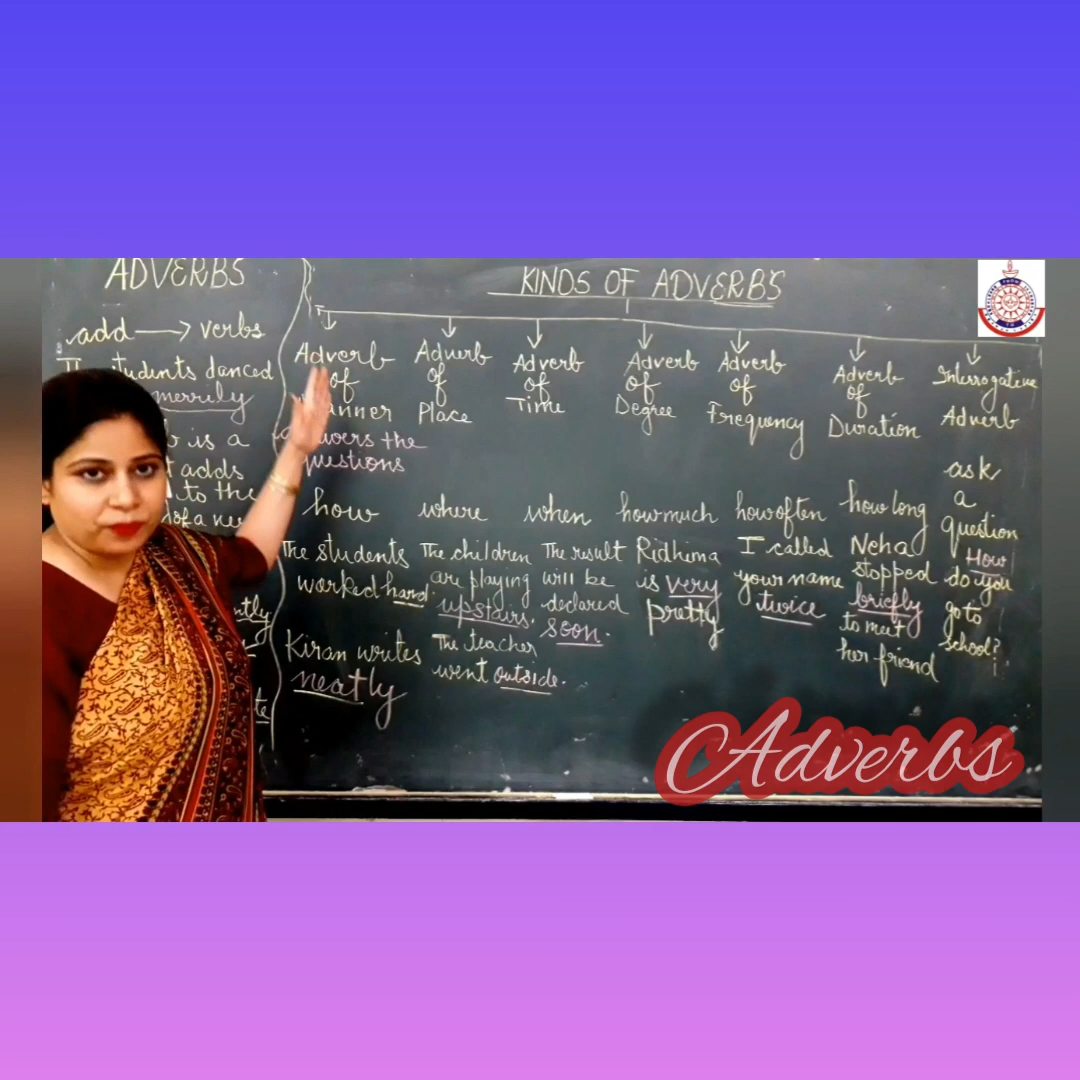 ADVERBS
add → verbs
students danced
merrily
is a
adds
to the
of a
KINDS OF ADVERBS
Adverb
of
Manner
answers the
questions
how
The students
worked hard.
Kiran writes
neatly
Adverb
of
Place
where
The children
are playing
upstairs.
The teacher
went outside.
Adverb
of
Time
when
The result
will be
declared
soon.
Adverb
of
Degree
how much
Ridhima
is very
pretty
Adverb
of
Frequency
how often
I called
your name
twice
Adverb
of
Duration
how long
Neha
stopped
briefly
to meet
her friend
Interrogative
Adverb
ask
a
question
How
do you
go to
School?
Adverbs